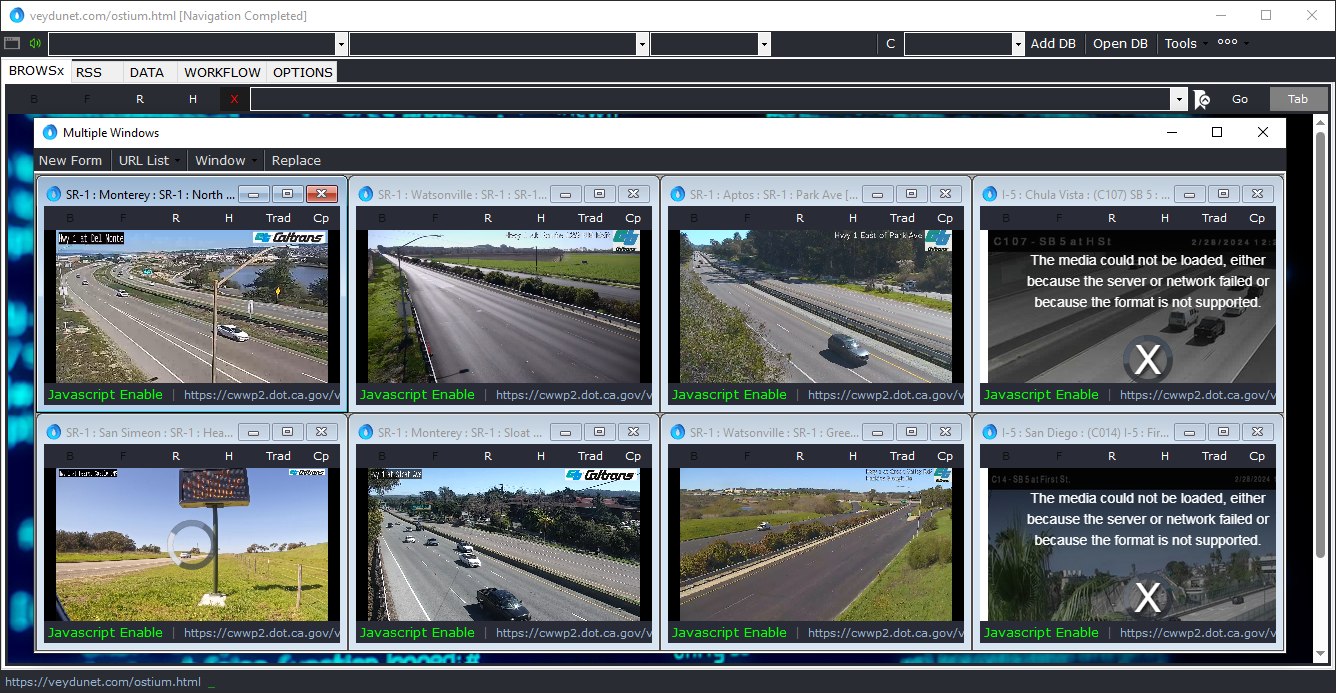 veydunet.com/ostium.html [Navigation Completed]
C Add DB Open DB Tools
BROWSx RSS DATA WORKFLOW OPTIONS
B F R H X Go Tab
Multiple Windows
New Form URL List Window Replace
SR-1 : Monterey : SR-1 : North ...
B F R H Trad Cp
Hwy 1 at Del Monte
Caltrans
Javascript Enable | https://cwwp2.dot.ca.gov/v
SR-1 : Watsonville : SR-1 : SR-1...
B F R H Trad Cp
Javascript Enable | https://cwwp2.dot.ca.gov/v
SR-1 : Aptos : SR-1 : Park Ave [...
B F R H Trad Cp
Hwy 1 East of Park Ave
Javascript Enable | https://cwwp2.dot.ca.gov/v
I-5 : Chula Vista : (C107) SB 5 : ...
B F R H Trad Cp
C107 - SB 5 at H St 2/28/2024 12:2
The media could not be loaded, either
because the server or network failed or
because the format is not supported.
X
Javascript Enable | https://cwwp2.dot.ca.gov/v
SR-1 : San Simeon : SR-1 : Hea...
B F R H Trad Cp
Caltrans
Javascript Enable | https://cwwp2.dot.ca.gov/v
SR-1 : Monterey : SR-1 : Sloat ...
B F R H Trad Cp
Hwy 1 at Sloat Ave
Caltrans
Javascript Enable | https://cwwp2.dot.ca.gov/v
SR-1 : Watsonville : SR-1 : Gree...
B F R H Trad Cp
Javascript Enable | https://cwwp2.dot.ca.gov/v
I-5 : San Diego : (C014) I-5 : Fir...
B F R H Trad Cp
C14 - SB 5 at First St. 2/28/2024
The media could not be loaded, either
because the server or network failed or
because the format is not supported.
X
Javascript Enable | https://cwwp2.dot.ca.gov/v
https://veydunet.com/ostium.html _